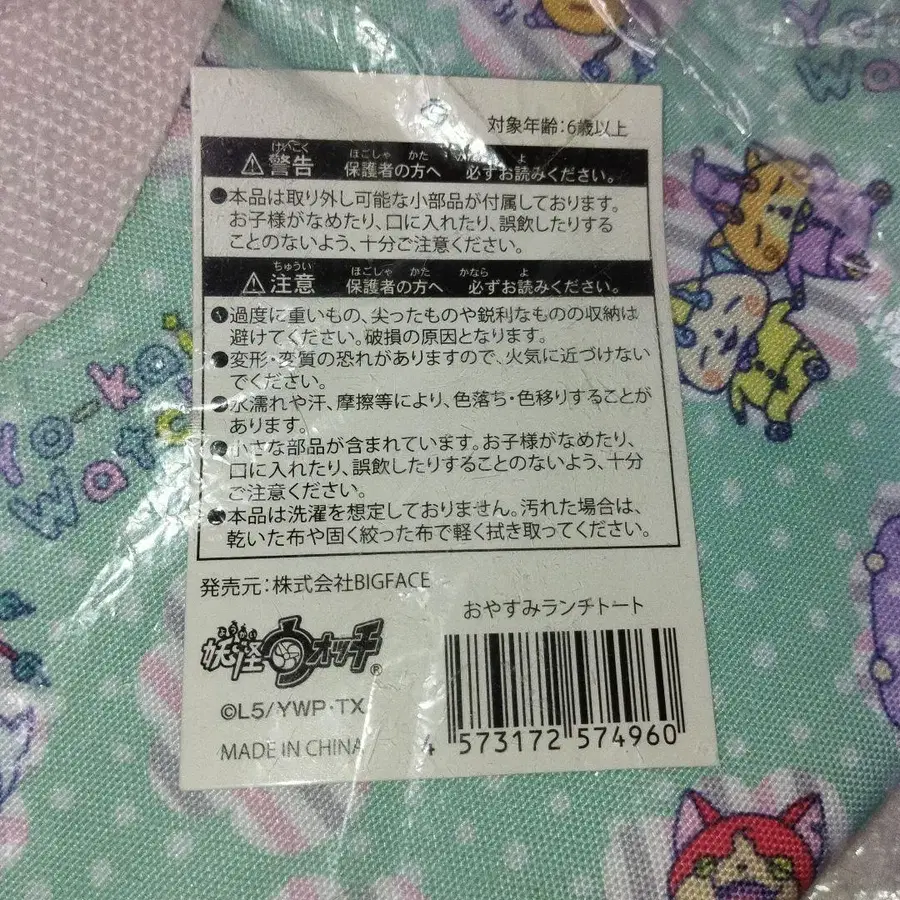 対象年齢:6歳以上
⚠警告 保護者の方へ 必ずお読みください。
●本品は取り外し可能な小部品が付属しております。
お子様がなめたり、口に入れたり、誤飲したりする
ことのないよう、十分ご注意ください。
⚠注意 保護者の方へ 必ずお読みください。
●過度に重いもの、尖ったものや鋭利なものの収納は
避けてください。破損の原因となります。
●変形・変質の恐れがありますので、火気に近づけない
でください。
●水濡れや汗、摩擦等により、色落ち・色移りすることが
あります。
●小さな部品が含まれています。お子様がなめたり、
口に入れたり、誤飲したりすることのないよう、十分
ご注意ください。
●本品は洗濯を想定しておりません。汚れた場合は、
乾いた布や固く絞った布で軽く拭き取ってください。
発売元:株式会社BIGFACE
おやすみランチトート
妖怪ウォッチ®
©L5/YWP・TX
MADE IN CHINA
4 573172 574960
Yo-kai
Watc